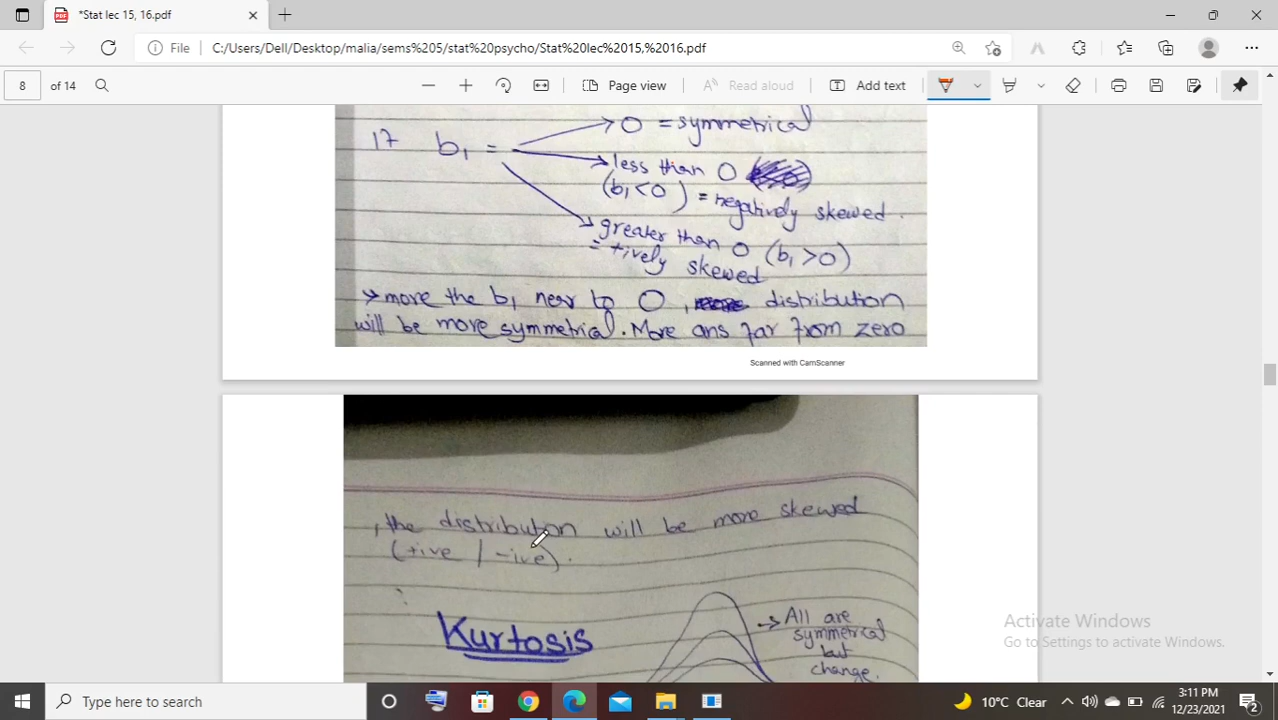 *Stat lec 15, 16.pdf
File C:/Users/Dell/Desktop/malia/sems%205/stat%20psycho/Stat%20lec%2015,%2016.pdf
8 of 14 Page view Read aloud Add text
0 = symmetrical
17 b₁ =
less than 0
(b₁<0) = negatively skewed.
greater than 0 (b₁>0)
= +ively skewed
→more the b₁ near to 0, distribution
will be more symmetrical. More ans far from zero
Scanned with CamScanner
, the distribution will be more skewed
(+ive / -ive).
Kurtosis
→ All are
symmetrical
but
change.
Activate Windows
Go to Settings to activate Windows.
Type here to search
10°C Clear
3:11 PM
12/23/2021
2